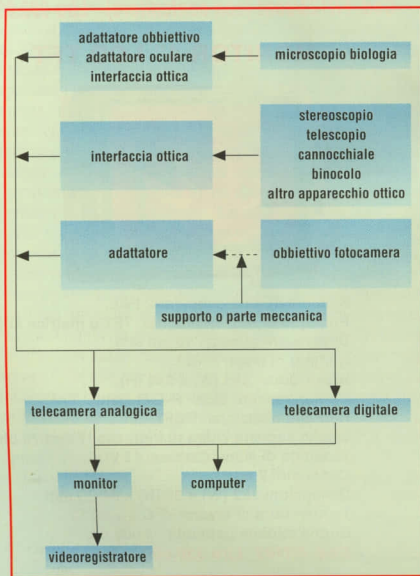 adattatore obbiettivo
adattatore oculare
interfaccia ottica
microscopio biologia
interfaccia ottica
stereoscopio
telescopio
cannocchiale
binocolo
altro apparecchio ottico
adattatore
obbiettivo fotocamera
supporto o parte meccanica
telecamera analogica
telecamera digitale
monitor
computer
videoregistratore